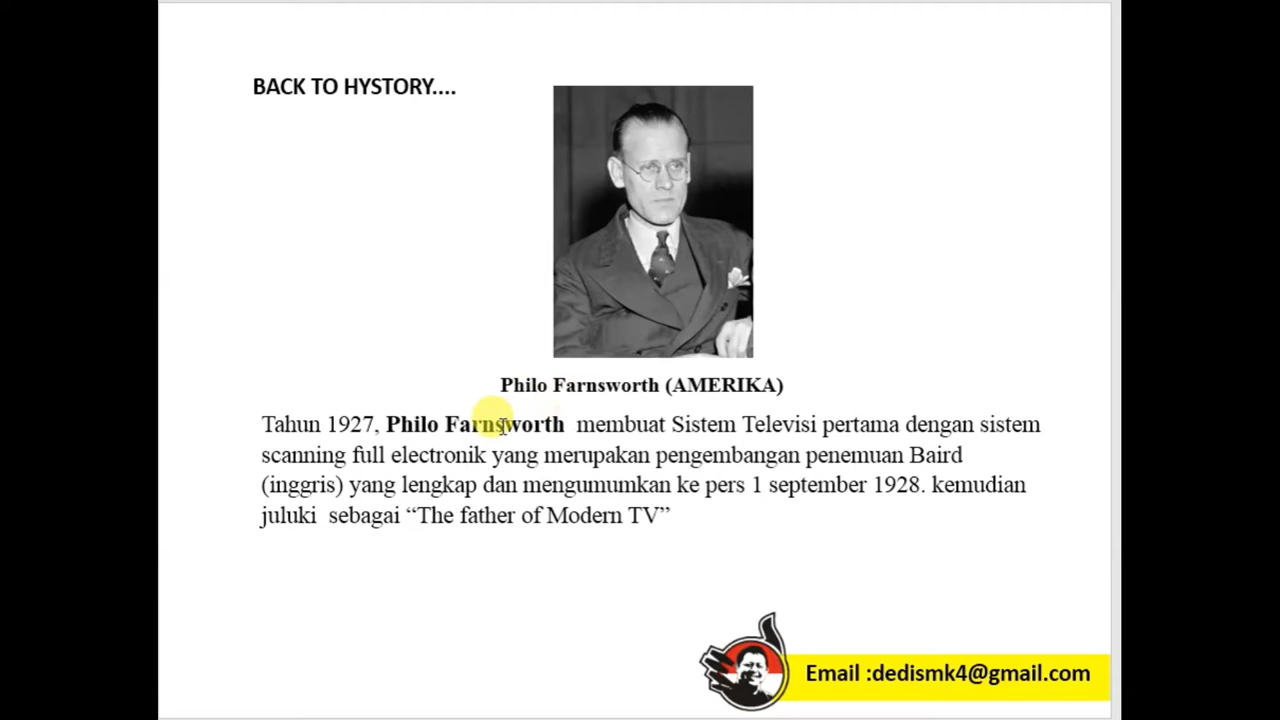 BACK TO HYSTORY....
Philo Farnsworth (AMERIKA)
Tahun 1927, Philo Farnsworth membuat Sistem Televisi pertama dengan sistem
scanning full electronik yang merupakan pengembangan penemuan Baird
(inggris) yang lengkap dan mengumumkan ke pers 1 september 1928. kemudian
juluki sebagai “The father of Modern TV”
Email :dedismk4@gmail.com